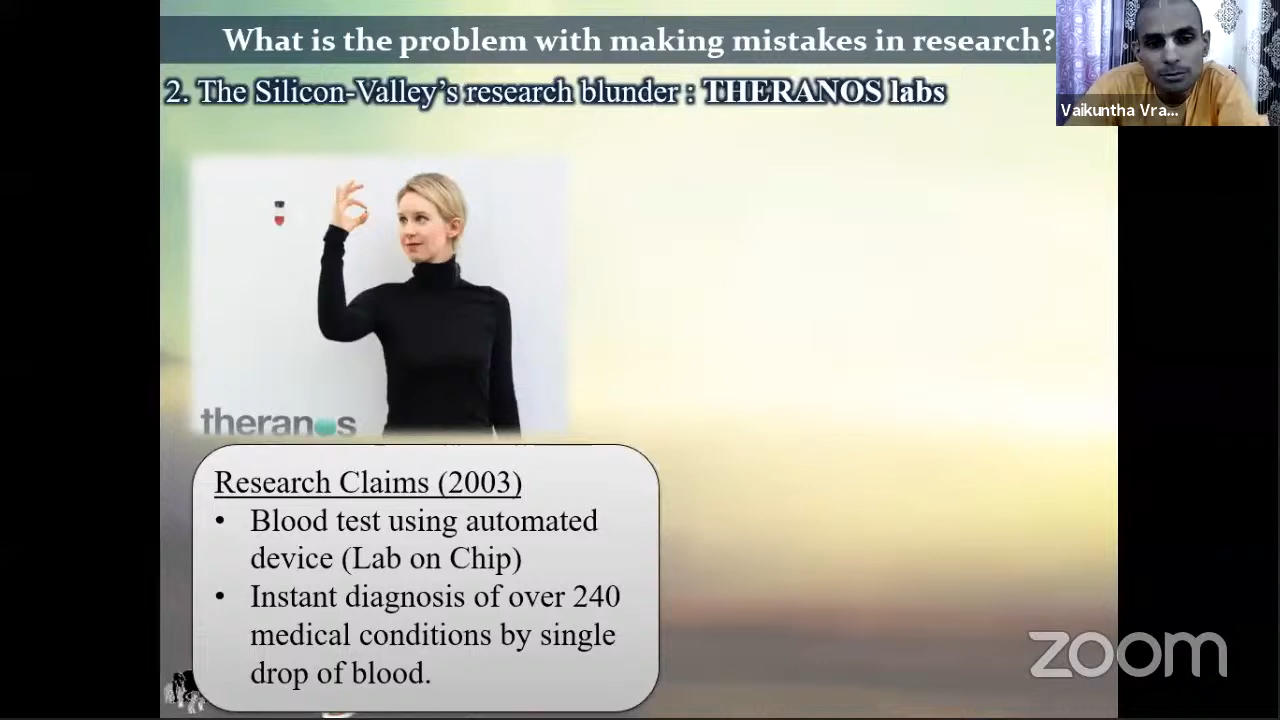 What is the problem with making mistakes in research?
2. The Silicon-Valley's research blunder : THERANOS labs
Vaikuntha Vra...
theranos
Research Claims (2003)
• Blood test using automated
device (Lab on Chip)
• Instant diagnosis of over 240
medical conditions by single
drop of blood.
zoom